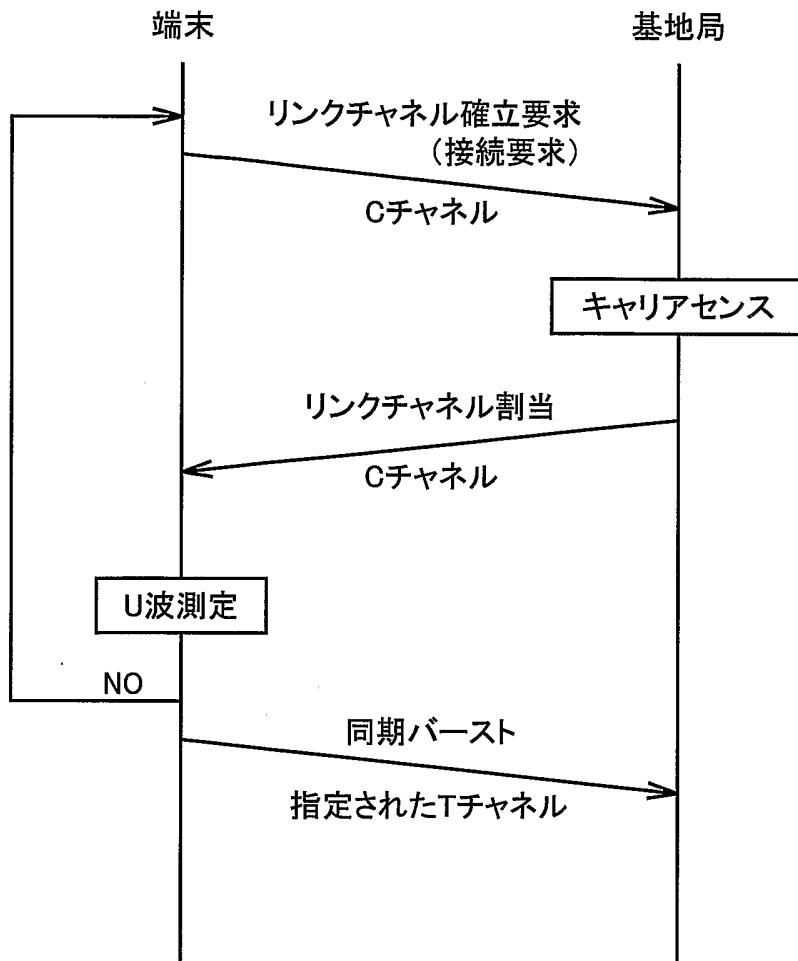 端末
基地局
リンクチャネル確立要求
（接続要求）
Cチャネル
キャリアセンス
リンクチャネル割当
Cチャネル
U波測定
NO
同期バースト
指定されたTチャネル